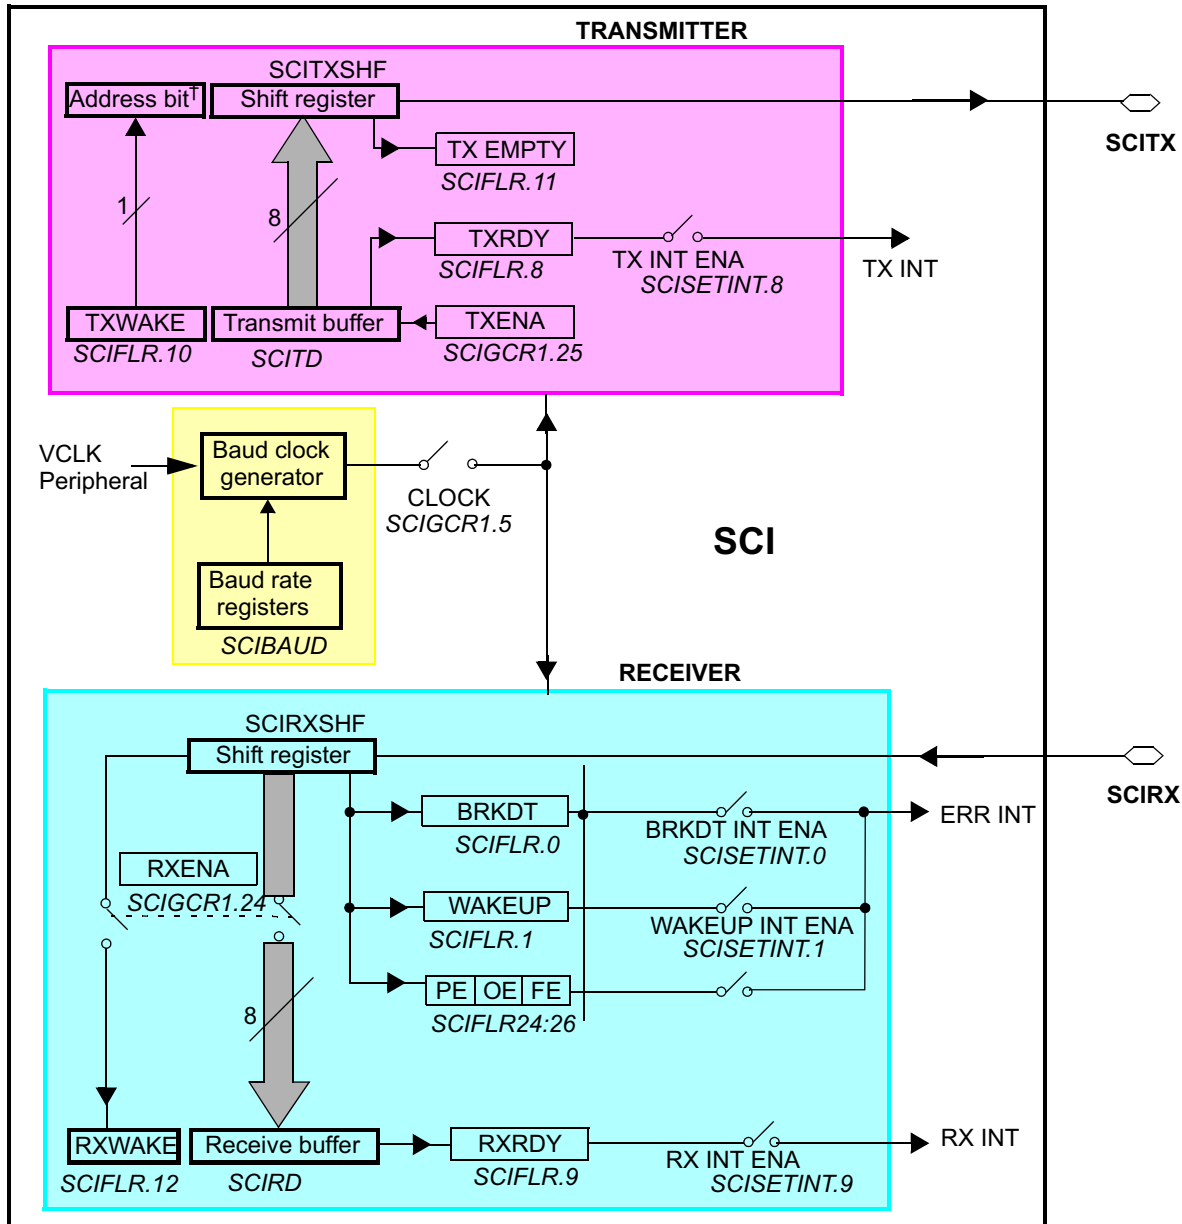 TRANSMITTER
SCITXSHF
Address bit†
Shift register
TX EMPTY
SCIFLR.11
SCITX
1
8
TXRDY
SCIFLR.8
TX INT ENA
SCISETINT.8
TX INT
TXWAKE
SCIFLR.10
Transmit buffer
SCITD
TXENA
SCIGCR1.25
VCLK
Peripheral
Baud clock
generator
CLOCK
SCIGCR1.5
SCI
Baud rate
registers
SCIBAUD
RECEIVER
SCIRXSHF
Shift register
SCIRX
BRKDT
SCIFLR.0
BRKDT INT ENA
SCISETINT.0
ERR INT
RXENA
SCIGCR1.24
WAKEUP
SCIFLR.1
WAKEUP INT ENA
SCISETINT.1
PE OE FE
SCIFLR24:26
8
RXWAKE
SCIFLR.12
Receive buffer
SCIRD
RXRDY
SCIFLR.9
RX INT ENA
SCISETINT.9
RX INT